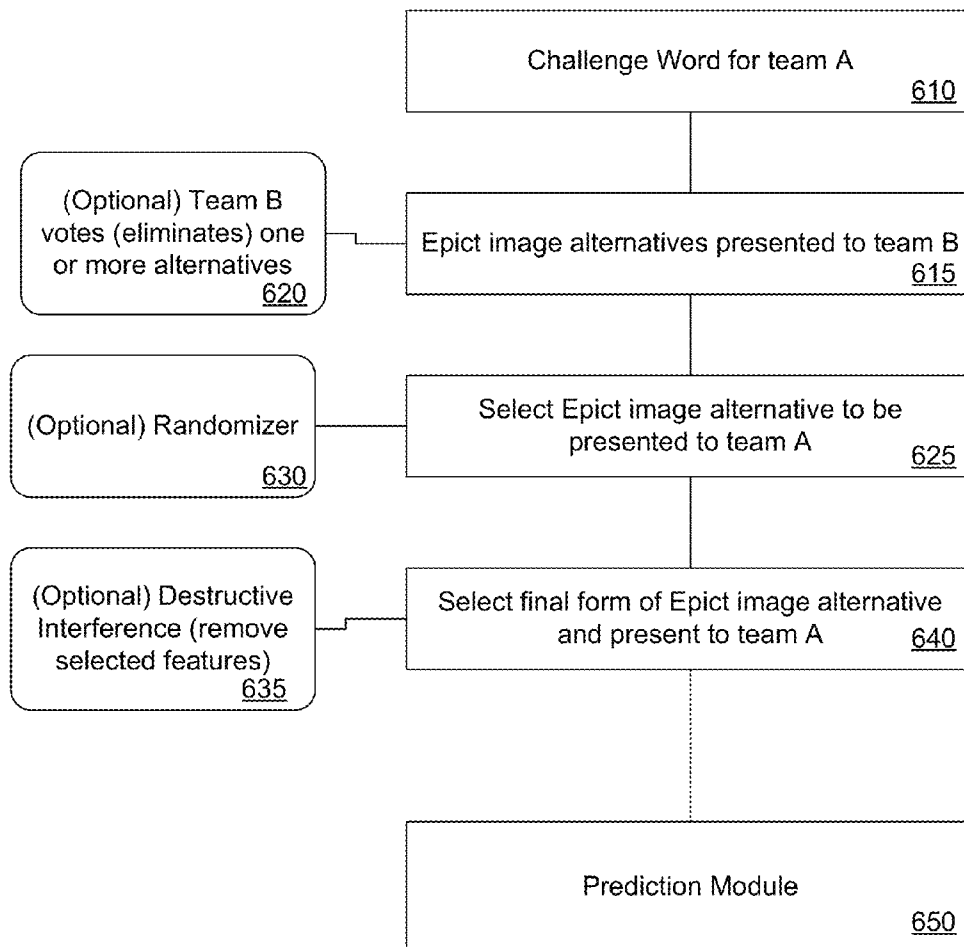 Challenge Word for team A
610
(Optional) Team B
votes (eliminates) one
or more alternatives
620
Epict image alternatives presented to team B
615
(Optional) Randomizer
630
Select Epict image alternative to be
presented to team A
625
(Optional) Destructive
Interference (remove
selected features)
635
Select final form of Epict image alternative
and present to team A
640
Prediction Module
650